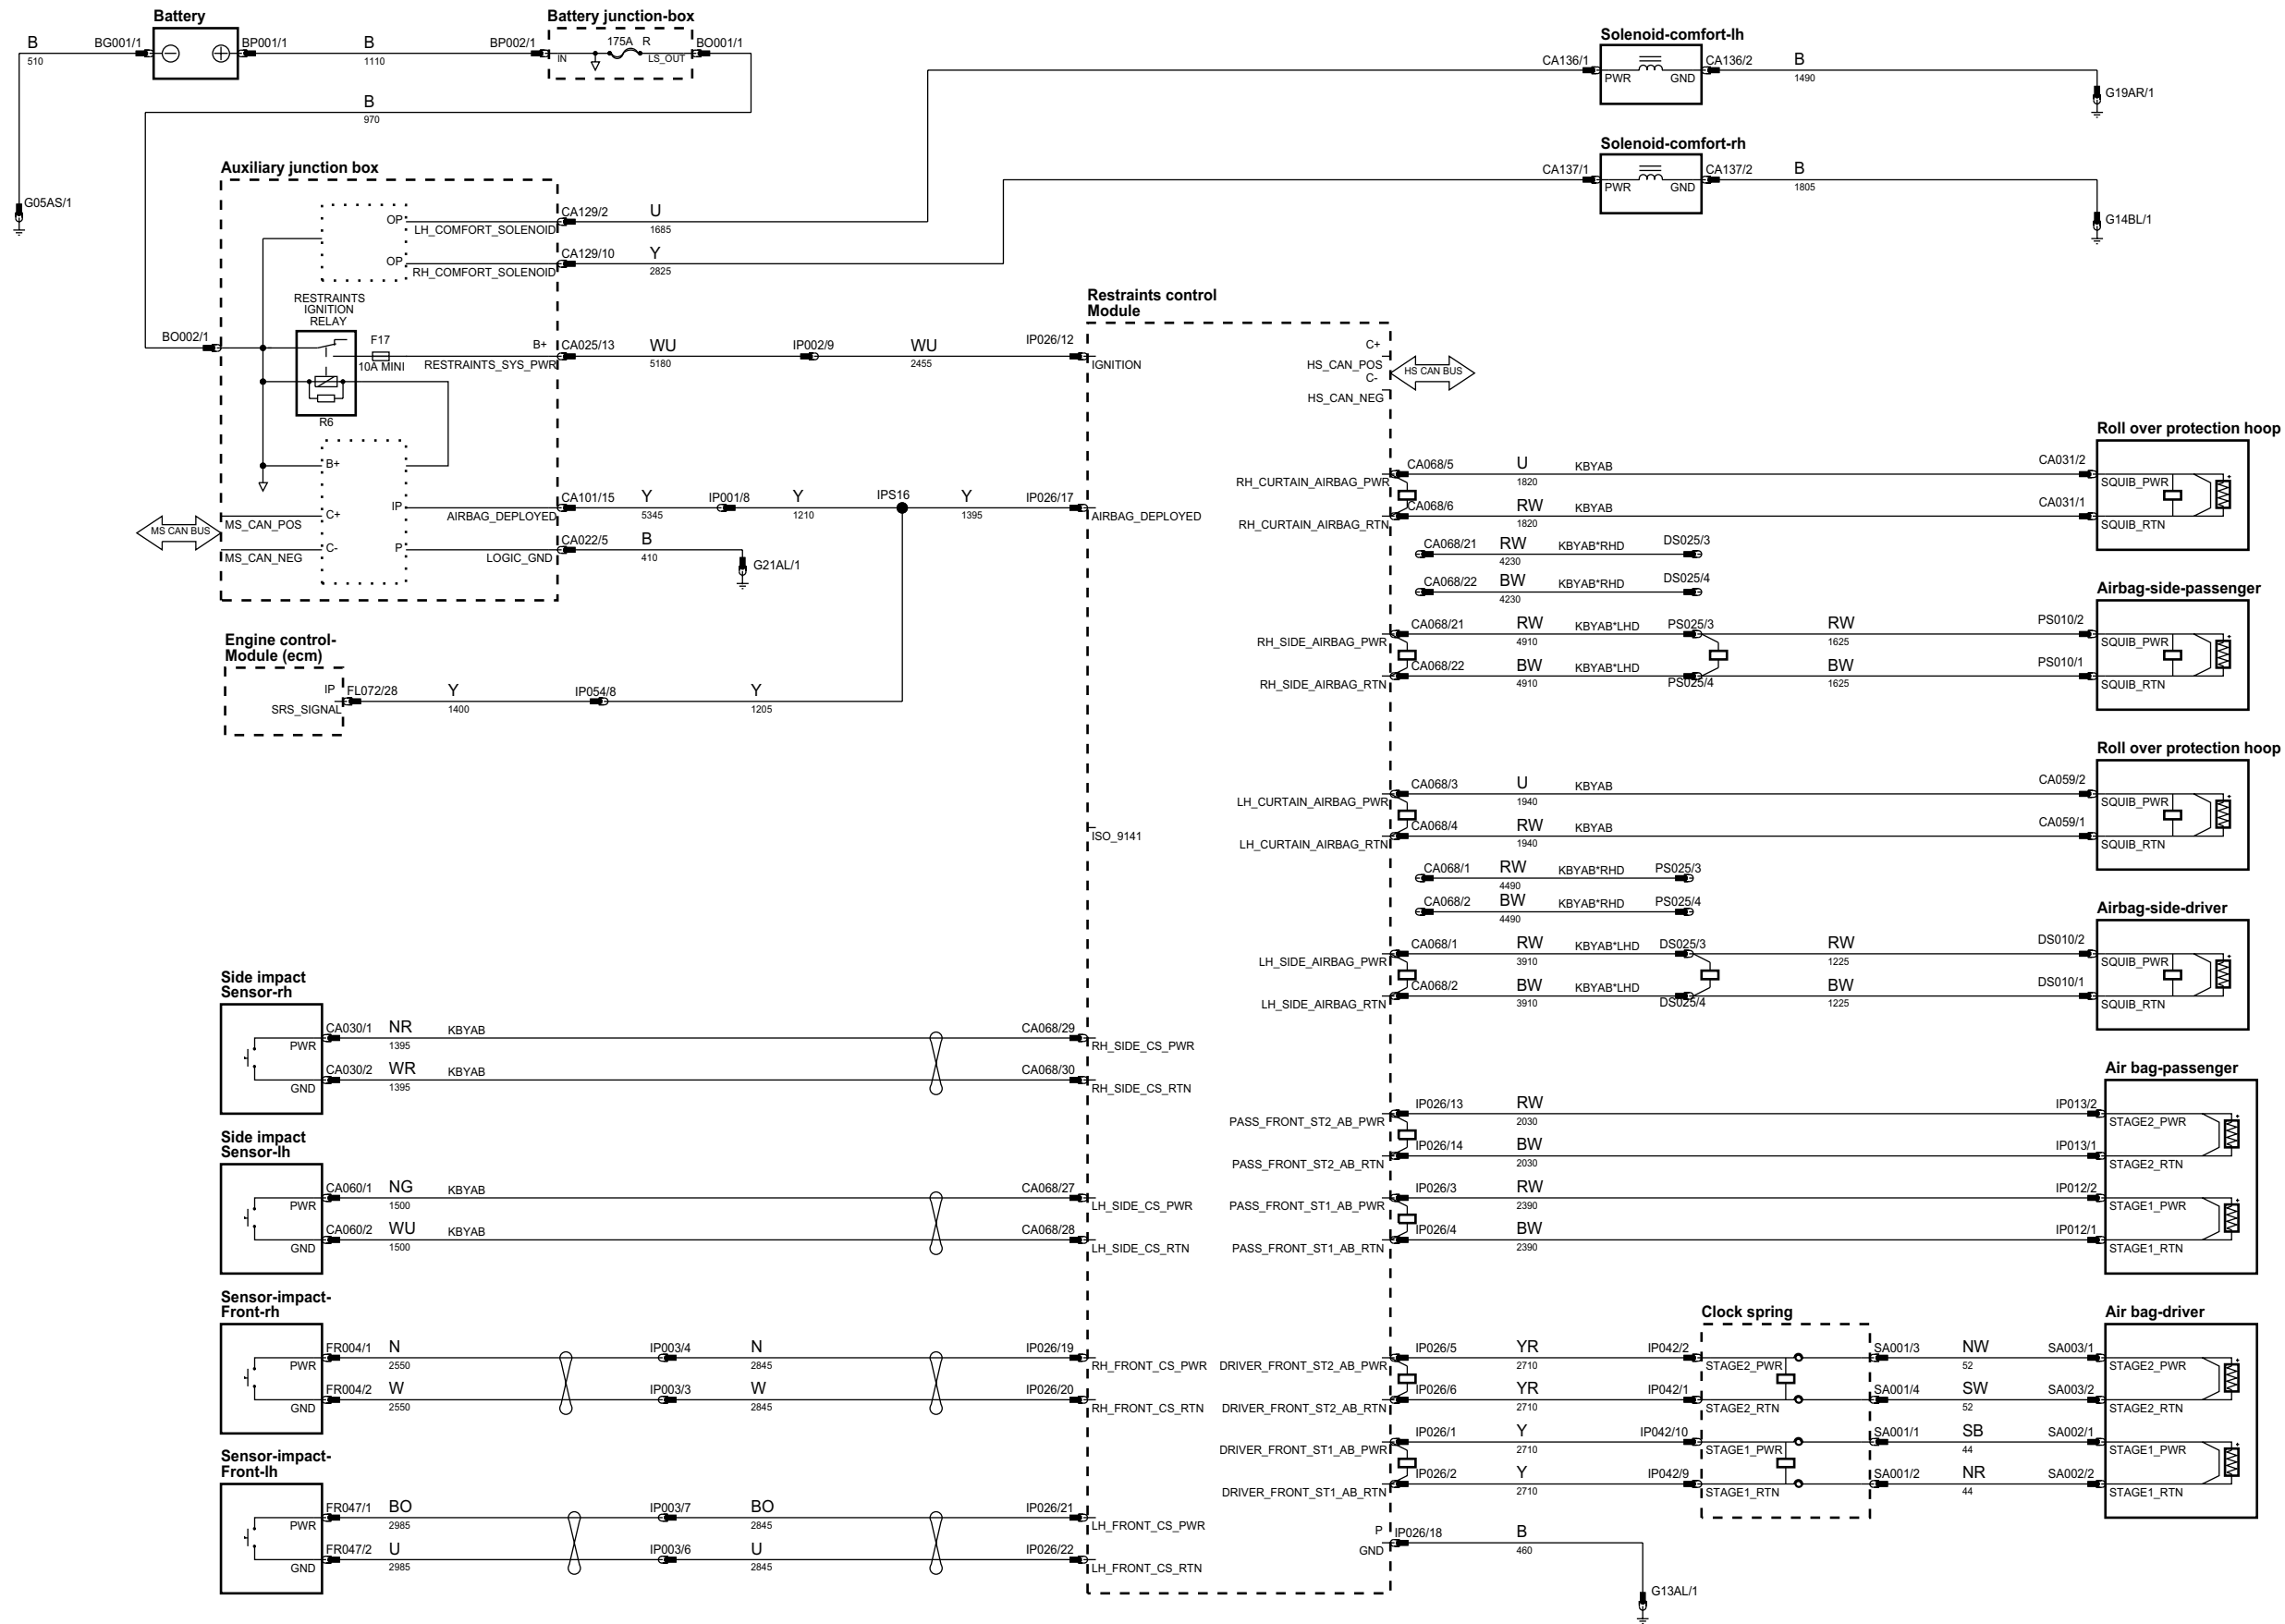 Battery
Battery junction-box
B
510
BG001/1
BP001/1
B
1110
BP002/1
175A R
IN
LS_OUT
BO001/1
B
970
G05AS/1
Solenoid-comfort-lh
CA136/1
PWR
GND
CA136/2
B
1490
G19AR/1
Solenoid-comfort-rh
CA137/1
PWR
GND
CA137/2
B
1805
G14BL/1
Auxiliary junction box
OP
LH_COMFORT_SOLENOID
CA129/2
U
1685
OP
RH_COMFORT_SOLENOID
CA129/10
Y
2825
RESTRAINTS
IGNITION
RELAY
BO002/1
F17
10A MINI
R6
B+
RESTRAINTS_SYS_PWR
CA025/13
WU
5180
IP002/9
WU
2455
IP026/12
B+
MS CAN BUS
C+
MS_CAN_POS
C-
MS_CAN_NEG
IP
AIRBAG_DEPLOYED
CA101/15
Y
5345
IP001/8
Y
1210
IPS16
Y
1395
IP026/17
P
LOGIC_GND
CA022/5
B
410
G21AL/1
Engine control-
Module (ecm)
IP
SRS_SIGNAL
FL072/28
Y
1400
IP054/8
Y
1205
Restraints control
Module
IGNITION
C+
HS_CAN_POS
C-
HS_CAN_NEG
HS CAN BUS
AIRBAG_DEPLOYED
ISO_9141
RH_CURTAIN_AIRBAG_PWR
CA068/5
U
1820
KBYAB
CA031/2
RH_CURTAIN_AIRBAG_RTN
CA068/6
RW
1820
KBYAB
CA031/1
Roll over protection hoop
SQUIB_PWR
SQUIB_RTN
CA068/21
RW
4230
KBYAB*RHD
DS025/3
CA068/22
BW
4230
KBYAB*RHD
DS025/4
RH_SIDE_AIRBAG_PWR
CA068/21
RW
4910
KBYAB*LHD
PS025/3
RW
1625
PS010/2
RH_SIDE_AIRBAG_RTN
CA068/22
BW
4910
KBYAB*LHD
PS025/4
BW
1625
PS010/1
Airbag-side-passenger
SQUIB_PWR
SQUIB_RTN
LH_CURTAIN_AIRBAG_PWR
CA068/3
U
1940
KBYAB
CA059/2
LH_CURTAIN_AIRBAG_RTN
CA068/4
RW
1940
KBYAB
CA059/1
Roll over protection hoop
SQUIB_PWR
SQUIB_RTN
CA068/1
RW
4490
KBYAB*RHD
PS025/3
CA068/2
BW
4490
KBYAB*RHD
PS025/4
LH_SIDE_AIRBAG_PWR
CA068/1
RW
3910
KBYAB*LHD
DS025/3
RW
1225
DS010/2
LH_SIDE_AIRBAG_RTN
CA068/2
BW
3910
KBYAB*LHD
DS025/4
BW
1225
DS010/1
Airbag-side-driver
SQUIB_PWR
SQUIB_RTN
Side impact
Sensor-rh
PWR
CA030/1
NR
1395
KBYAB
CA068/29
RH_SIDE_CS_PWR
GND
CA030/2
WR
1395
KBYAB
CA068/30
RH_SIDE_CS_RTN
Side impact
Sensor-lh
PWR
CA060/1
NG
1500
KBYAB
CA068/27
LH_SIDE_CS_PWR
GND
CA060/2
WU
1500
KBYAB
CA068/28
LH_SIDE_CS_RTN
Sensor-impact-
Front-rh
PWR
FR004/1
N
2550
IP003/4
N
2845
IP026/19
RH_FRONT_CS_PWR
GND
FR004/2
W
2550
IP003/3
W
2845
IP026/20
RH_FRONT_CS_RTN
Sensor-impact-
Front-lh
PWR
FR047/1
BO
2985
IP003/7
BO
2845
IP026/21
LH_FRONT_CS_PWR
GND
FR047/2
U
2985
IP003/6
U
2845
IP026/22
LH_FRONT_CS_RTN
PASS_FRONT_ST2_AB_PWR
IP026/13
RW
2030
IP013/2
PASS_FRONT_ST2_AB_RTN
IP026/14
BW
2030
IP013/1
PASS_FRONT_ST1_AB_PWR
IP026/3
RW
2390
IP012/2
PASS_FRONT_ST1_AB_RTN
IP026/4
BW
2390
IP012/1
Air bag-passenger
STAGE2_PWR
STAGE2_RTN
STAGE1_PWR
STAGE1_RTN
DRIVER_FRONT_ST2_AB_PWR
IP026/5
YR
2710
IP042/2
DRIVER_FRONT_ST2_AB_RTN
IP026/6
YR
2710
IP042/1
DRIVER_FRONT_ST1_AB_PWR
IP026/1
Y
2710
IP042/10
DRIVER_FRONT_ST1_AB_RTN
IP026/2
Y
2710
IP042/9
Clock spring
STAGE2_PWR
STAGE2_RTN
STAGE1_PWR
STAGE1_RTN
SA001/3
NW
52
SA003/1
SA001/4
SW
52
SA003/2
SA001/1
SB
44
SA002/1
SA001/2
NR
44
SA002/2
Air bag-driver
STAGE2_PWR
STAGE2_RTN
STAGE1_PWR
STAGE1_RTN
P
GND
IP026/18
B
460
G13AL/1